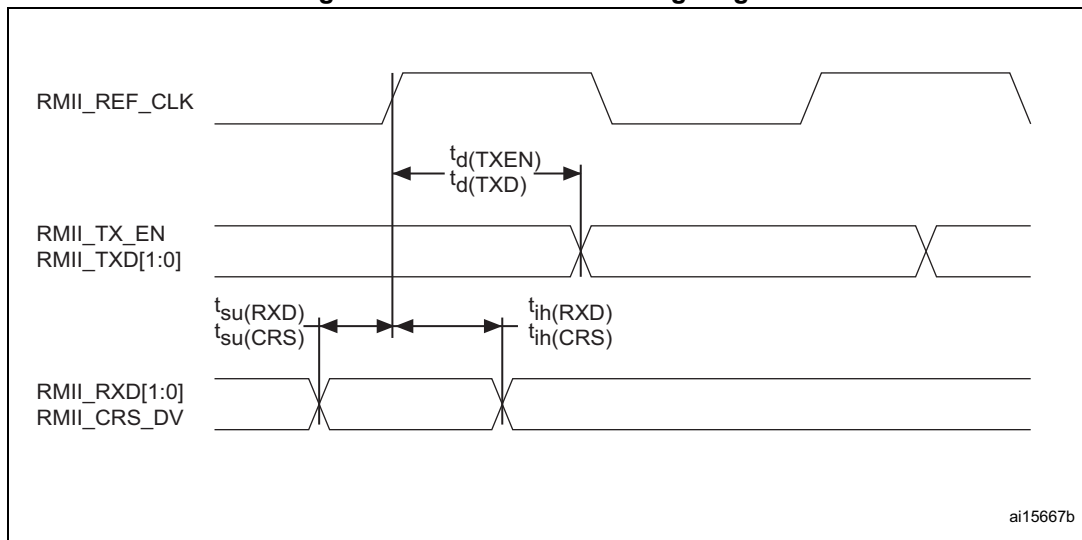 RMII_REF_CLK
td(TXEN)
td(TXD)
RMII_TX_EN
RMII_TXD[1:0]
tsu(RXD)
tsu(CRS)
tih(RXD)
tih(CRS)
RMII_RXD[1:0]
RMII_CRS_DV
ai15667b